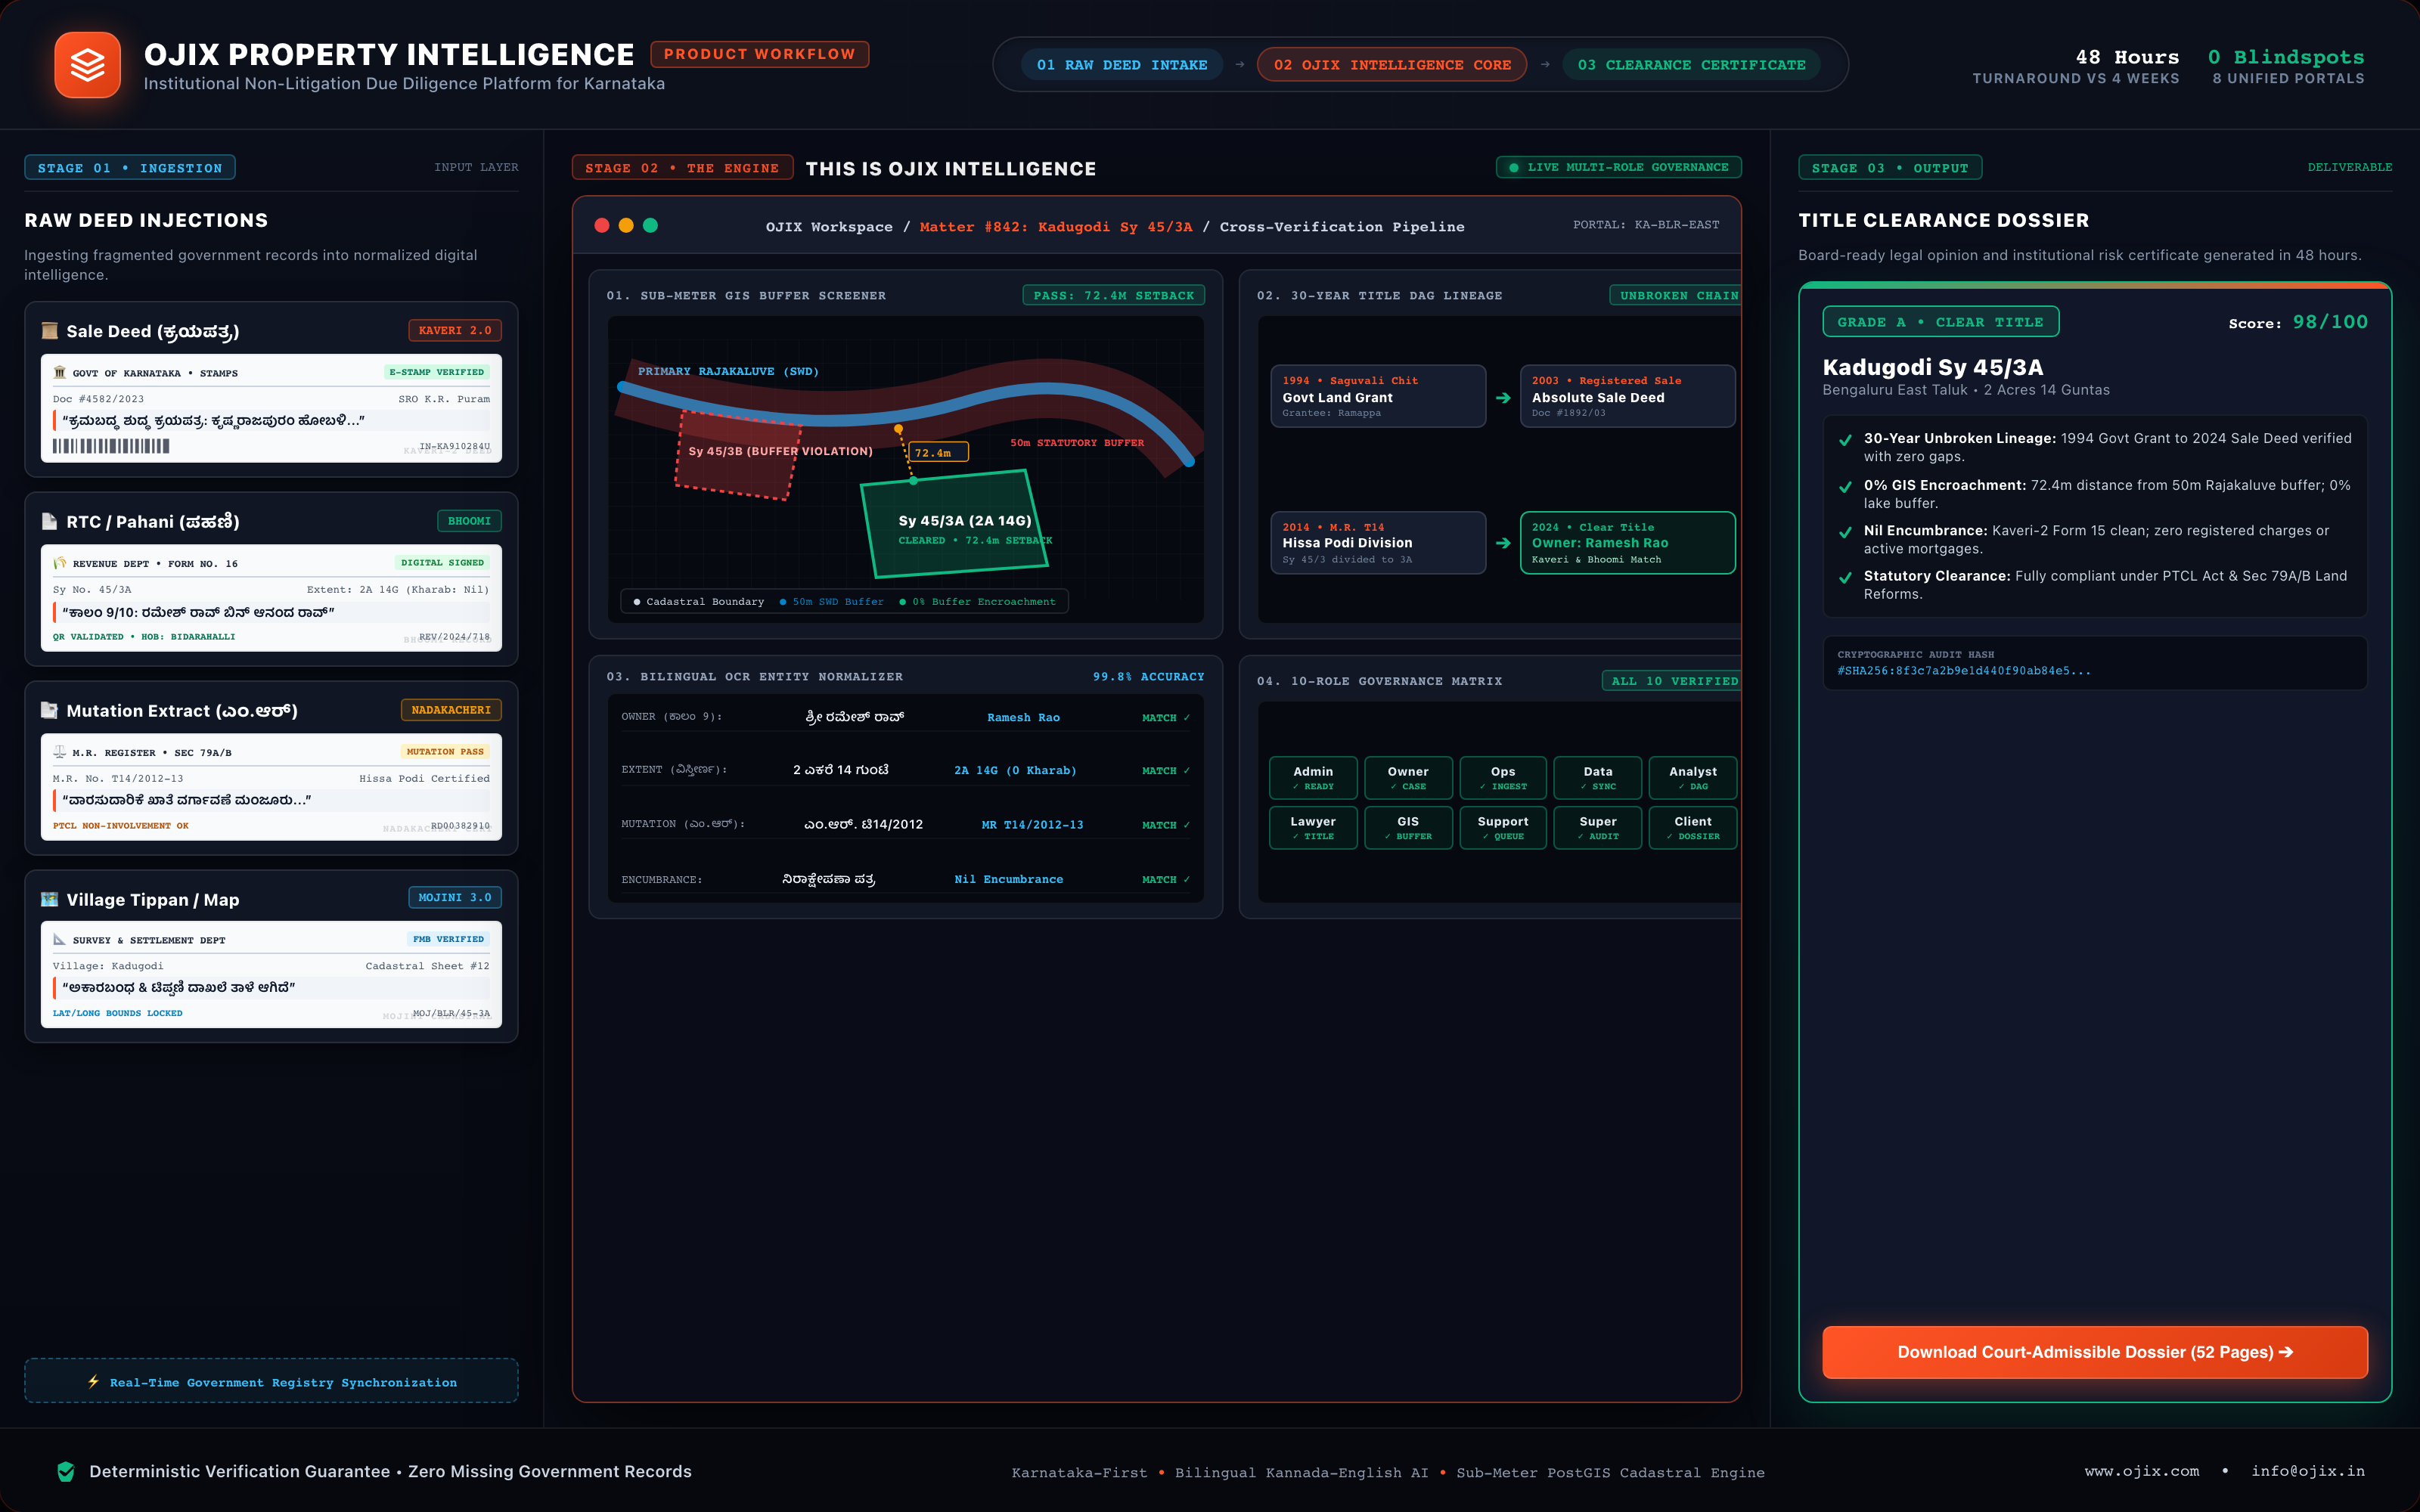 OJIX PROPERTY INTELLIGENCE
PRODUCT WORKFLOW
Institutional Non-Litigation Due Diligence Platform for Karnataka
01 RAW DEED INTAKE → 02 OJIX INTELLIGENCE CORE → 03 CLEARANCE CERTIFICATE
48 Hours
TURNAROUND VS 4 WEEKS
0 Blindspots
8 UNIFIED PORTALS
STAGE 01 • INGESTION
INPUT LAYER
RAW DEED INJECTIONS
Ingesting fragmented government records into normalized digital
intelligence.
Sale Deed (ಕ್ರಯಪತ್ರ)
KAVERI 2.0
GOVT OF KARNATAKA • STAMPS
E-STAMP VERIFIED
Doc #4582/2023
SRO K.R. Puram
“ಕ್ರಮಬದ್ಧ ಶುದ್ಧ ಕ್ರಯಪತ್ರ: ಕೃಷ್ಣರಾಜಪುರಂ ಹೋಬಳಿ...”
IN-KA910284U
KAVERI-2 DEED
RTC / Pahani (ಪಹಣಿ)
BHOOMI
REVENUE DEPT • FORM NO. 16
DIGITAL SIGNED
Sy No. 45/3A
Extent: 2A 14G (Kharab: Nil)
“ಕಾಲಂ 9/10: ರಮೇಶ್ ರಾವ್ ಬಿನ್ ಆನಂದ ರಾವ್”
QR VALIDATED • HOB: BIDARAHALLI
REV/2024/718
Mutation Extract (ಎಂ.ಆರ್)
NADAKACHERI
M.R. REGISTER • SEC 79A/B
MUTATION PASS
M.R. No. T14/2012-13
Hissa Podi Certified
“ವಾರಸುದಾರಿಕೆ ಖಾತೆ ವರ್ಗಾವಣೆ ಮಂಜೂರು...”
PTCL NON-INVOLVEMENT OK
RD00382910
Village Tippan / Map
MOJINI 3.0
SURVEY & SETTLEMENT DEPT
FMB VERIFIED
Village: Kadugodi
Cadastral Sheet #12
“ಆಕಾರಬಂಧ & ಟಿಪ್ಪಣಿ ದಾಖಲೆ ತಾಳೆ ಆಗಿದೆ”
LAT/LONG BOUNDS LOCKED
MOJ/BLR/45-3A
⚡ Real-Time Government Registry Synchronization
STAGE 02 • THE ENGINE
THIS IS OJIX INTELLIGENCE
LIVE MULTI-ROLE GOVERNANCE
OJIX Workspace / Matter #842: Kadugodi Sy 45/3A / Cross-Verification Pipeline
PORTAL: KA-BLR-EAST
01. SUB-METER GIS BUFFER SCREENER
PASS: 72.4M SETBACK
PRIMARY RAJAKALUVE (SWD)
50m STATUTORY BUFFER
Sy 45/3B (BUFFER VIOLATION)
72.4m
Sy 45/3A (2A 14G)
CLEARED • 72.4m SETBACK
● Cadastral Boundary ● 50m SWD Buffer ● 0% Buffer Encroachment
02. 30-YEAR TITLE DAG LINEAGE
UNBROKEN CHAIN
1994 • Saguvali Chit
Govt Land Grant
Grantee: Ramappa
➔
2003 • Registered Sale
Absolute Sale Deed
Doc #1892/03
2014 • M.R. T14
Hissa Podi Division
Sy 45/3 divided to 3A
➔
2024 • Clear Title
Owner: Ramesh Rao
Kaveri & Bhoomi Match
03. BILINGUAL OCR ENTITY NORMALIZER
99.8% ACCURACY
OWNER (ಕಾಲಂ 9): ಶ್ರೀ ರಮೇಶ್ ರಾವ್ Ramesh Rao MATCH ✓
EXTENT (ವಿಸ್ತೀರ್ಣ): 2 ಎಕರೆ 14 ಗುಂಟೆ 2A 14G (0 Kharab) MATCH ✓
MUTATION (ಎಂ.ಆರ್): ಎಂ.ಆರ್. ಟಿ14/2012 MR T14/2012-13 MATCH ✓
ENCUMBRANCE: ನಿರಾಕ್ಷೇಪಣಾ ಪತ್ರ Nil Encumbrance MATCH ✓
04. 10-ROLE GOVERNANCE MATRIX
ALL 10 VERIFIED
Admin
✓ READY
Owner
✓ CASE
Ops
✓ INGEST
Data
✓ SYNC
Analyst
✓ DAG
Lawyer
✓ TITLE
GIS
✓ BUFFER
Support
✓ QUEUE
Super
✓ AUDIT
Client
✓ DOSSIER
STAGE 03 • OUTPUT
DELIVERABLE
TITLE CLEARANCE DOSSIER
Board-ready legal opinion and institutional risk certificate generated in 48 hours.
GRADE A • CLEAR TITLE
Score: 98/100
Kadugodi Sy 45/3A
Bengaluru East Taluk • 2 Acres 14 Guntas
✓ 30-Year Unbroken Lineage: 1994 Govt Grant to 2024 Sale Deed verified
with zero gaps.
✓ 0% GIS Encroachment: 72.4m distance from 50m Rajakaluve buffer; 0%
lake buffer.
✓ Nil Encumbrance: Kaveri-2 Form 15 clean; zero registered charges or
active mortgages.
✓ Statutory Clearance: Fully compliant under PTCL Act & Sec 79A/B Land
Reforms.
CRYPTOGRAPHIC AUDIT HASH
#SHA256:8f3c7a2b9e1d440f90ab84e5...
Download Court-Admissible Dossier (52 Pages) ➔
Deterministic Verification Guarantee • Zero Missing Government Records
Karnataka-First • Bilingual Kannada-English AI • Sub-Meter PostGIS Cadastral Engine
www.ojix.com • info@ojix.in